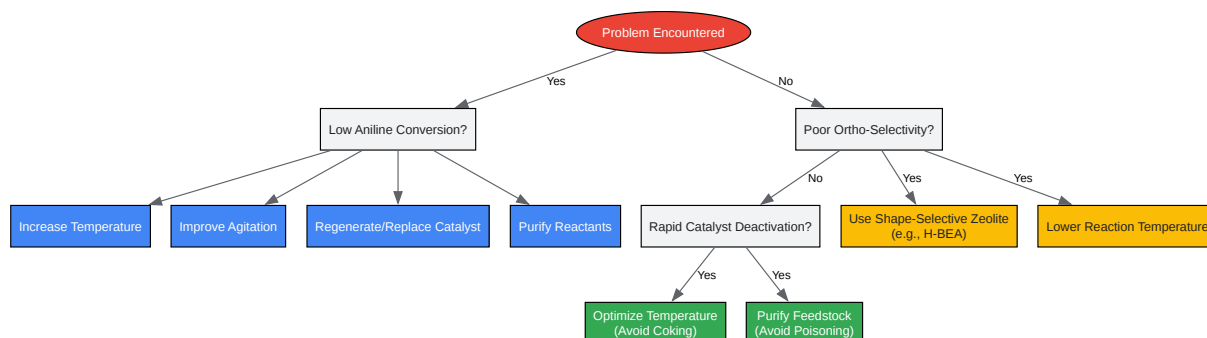 Problem Encountered
Yes
No
Low Aniline Conversion?
Poor Ortho-Selectivity?
No
Yes
Yes
Increase Temperature
Improve Agitation
Regenerate/Replace Catalyst
Purify Reactants
Rapid Catalyst Deactivation?
Use Shape-Selective Zeolite
(e.g., H-BEA)
Lower Reaction Temperature
Yes
Yes
Optimize Temperature
(Avoid Coking)
Purify Feedstock
(Avoid Poisoning)